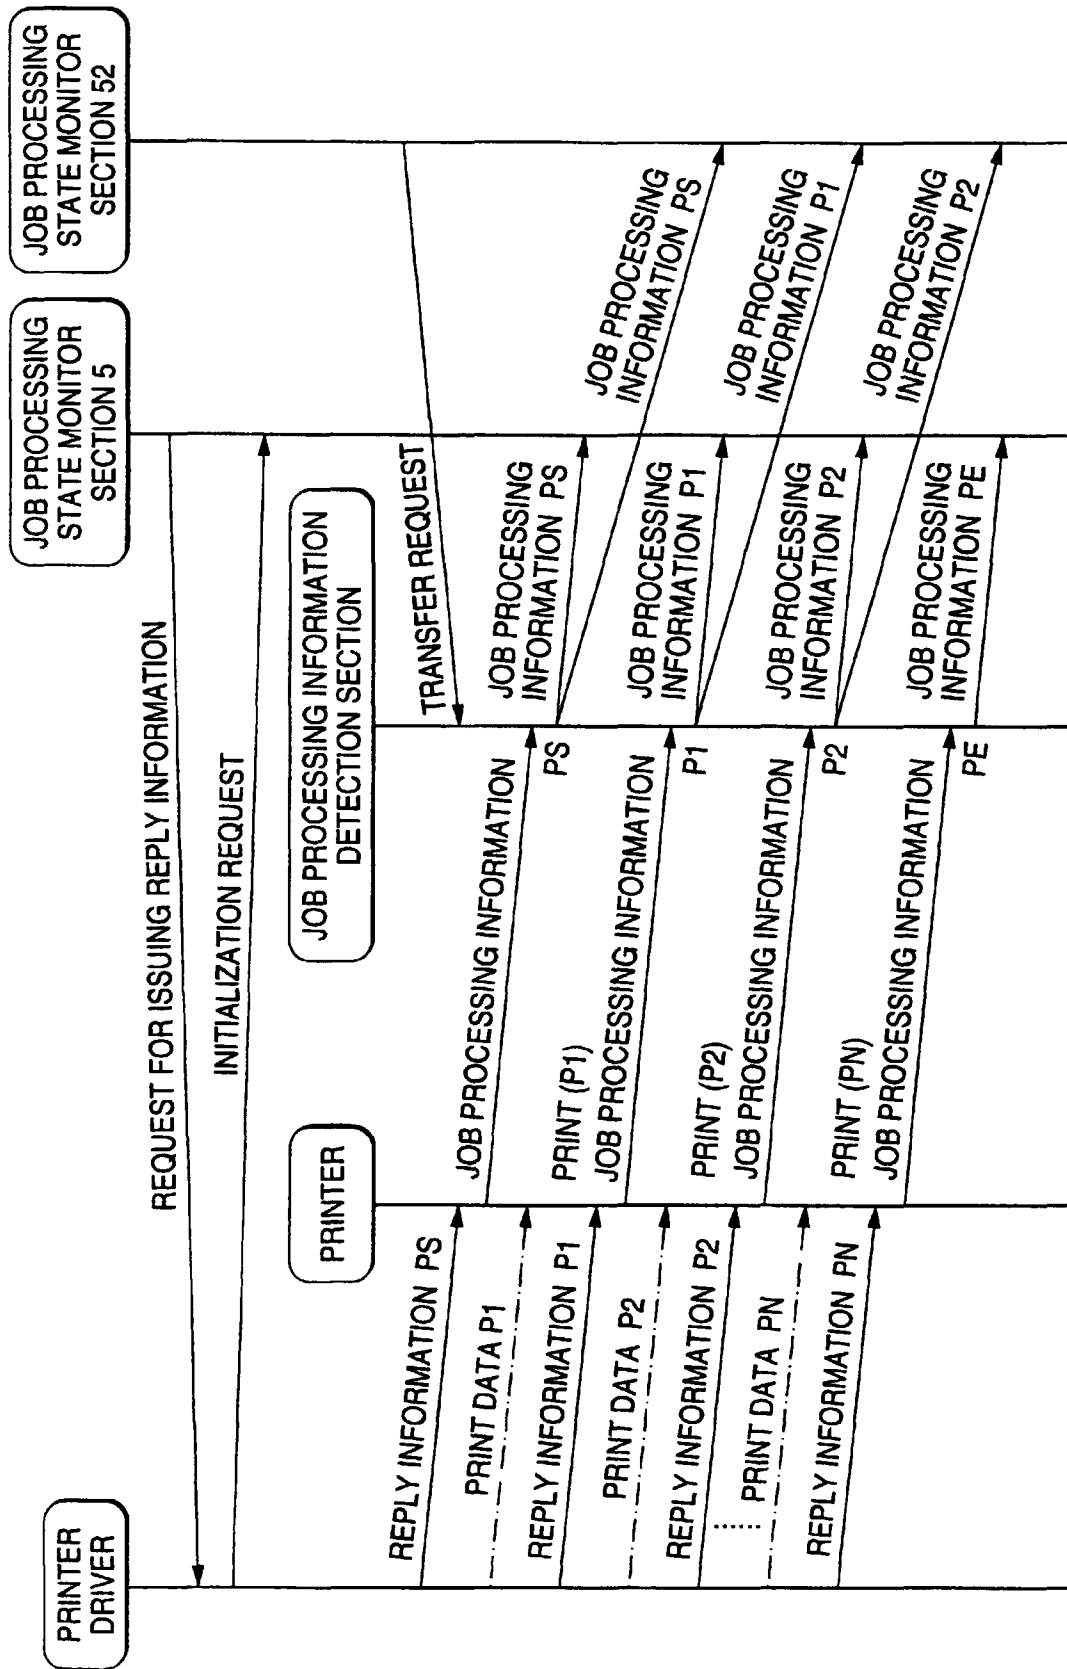 PRINTER
DRIVER
PRINTER
JOB PROCESSING INFORMATION
DETECTION SECTION
JOB PROCESSING
STATE MONITOR
SECTION 5
JOB PROCESSING
STATE MONITOR
SECTION 52
REQUEST FOR ISSUING REPLY INFORMATION
INITIALIZATION REQUEST
TRANSFER REQUEST
REPLY INFORMATION PS
PRINT DATA P1
REPLY INFORMATION P1
PRINT DATA P2
REPLY INFORMATION P2
PRINT DATA PN
REPLY INFORMATION PN
JOB PROCESSING INFORMATION
PS
PRINT (P1)
JOB PROCESSING INFORMATION
P1
PRINT (P2)
JOB PROCESSING INFORMATION
P2
PRINT (PN)
JOB PROCESSING INFORMATION
PE
JOB PROCESSING
INFORMATION PS
JOB PROCESSING
INFORMATION P1
JOB PROCESSING
INFORMATION P2
JOB PROCESSING
INFORMATION PE
JOB PROCESSING
INFORMATION PS
JOB PROCESSING
INFORMATION P1
JOB PROCESSING
INFORMATION P2